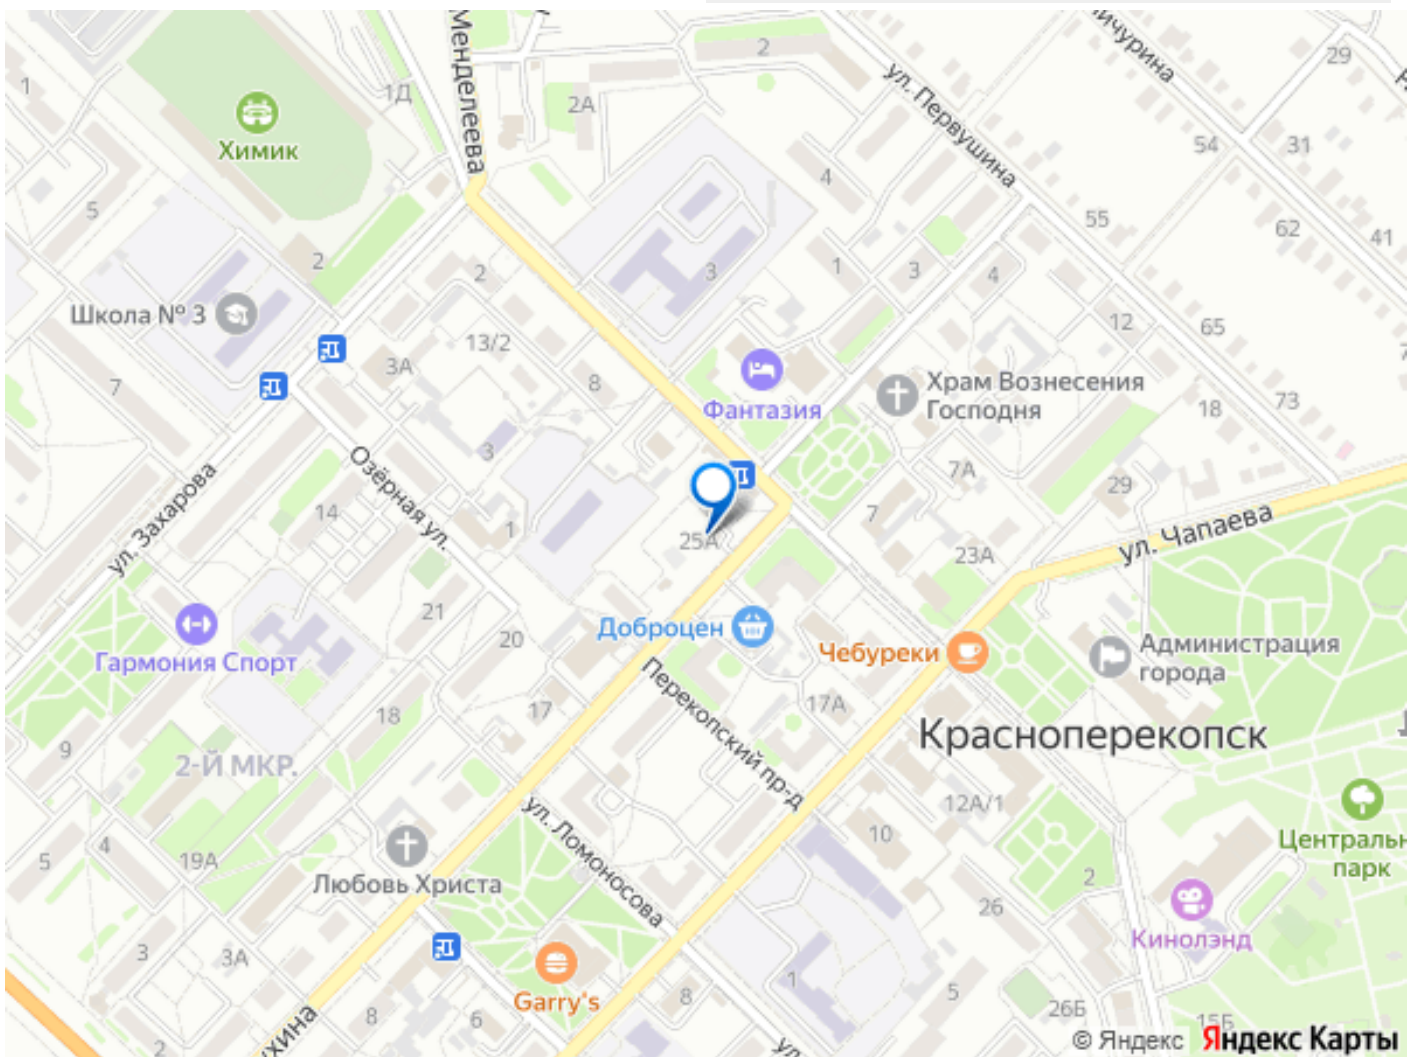 Менделеева
2
29
1
1Д
2А
ул. Первушина
Химик
54
31
4
5
55
62
41
2
2
3
1
3
4
Школа № 3
13/2
12
65
3А
7
8
Храм Вознесения
Господня
Фантазия
18
73
3
Озёрная ул.
7А
ул. Захарова
29
14
1
7
25А
ул. Чапаева
23А
21
20
Доброцен
Чебуреки
Администрация
города
Гармония Спорт
Перекопский пр-д
17
17А
18
Красноперекопск
9
2-Й МКР.
12А/1
ул. Ломоносова
10
5
4
19А
Центральн
парк
Любовь Христа
2
26
3
3А
Кинолэнд
1
5
Garry's
8
8
6
26Б
15Б
2
© Яндекс Яндекс Карты